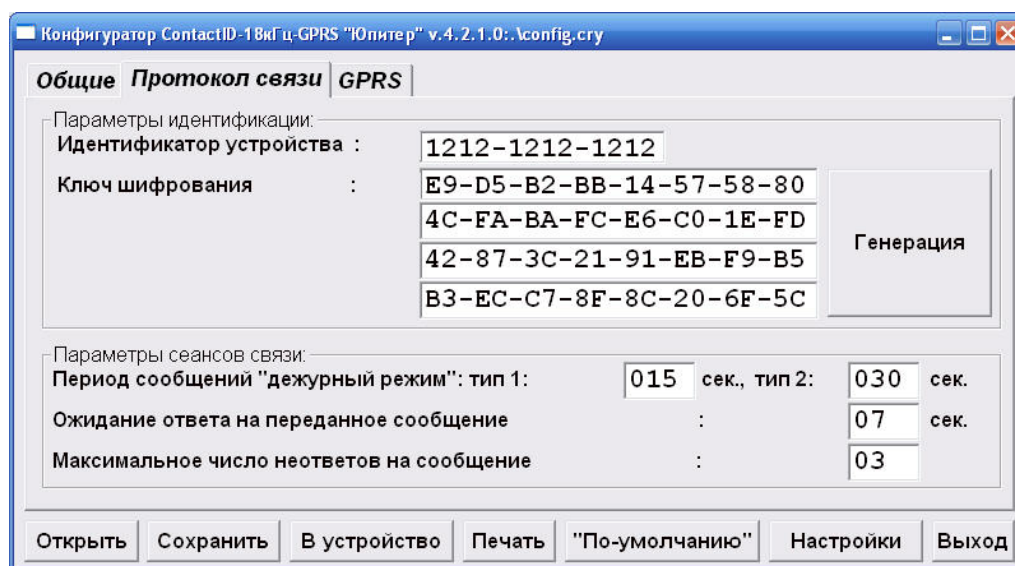 Конфигуратор ContactID-18кГц-GPRS "Юпитер" v.4.2.1.0:.\config.cry
Общие Протокол связи GPRS
Параметры идентификации:
Идентификатор устройства : 1212-1212-1212
Ключ шифрования : E9-D5-B2-BB-14-57-58-80
4C-FA-BA-FC-E6-C0-1E-FD
Генерация
42-87-3C-21-91-EB-F9-B5
B3-EC-C7-8F-8C-20-6F-5C
Параметры сеансов связи:
Период сообщений "дежурный режим": тип 1: 015 сек., тип 2: 030 сек.
Ожидание ответа на переданное сообщение : 07 сек.
Максимальное число неответов на сообщение : 03
Открыть Сохранить В устройство Печать "По-умолчанию" Настройки Выход